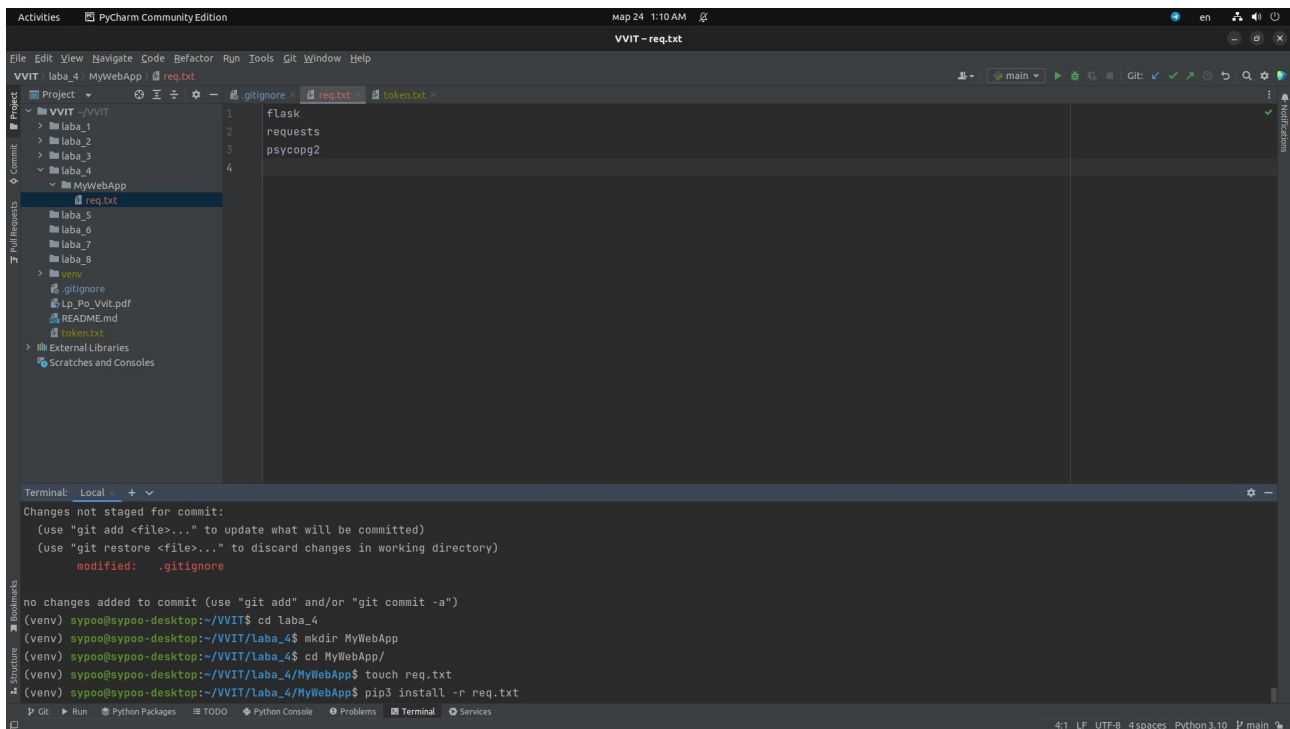 Activities PyCharm Community Edition мар 24 1:10 AM en
VVIT – req.txt
File Edit View Navigate Code Refactor Run Tools Git Window Help
VVIT laba_4 MyWebApp req.txt main Git:
Project .gitignore req.txt token.txt
Project
Commit
Pull Requests
Notifications
VVIT ~/VVIT
laba_1
laba_2
laba_3
laba_4
MyWebApp
req.txt
laba_5
laba_6
laba_7
laba_8
venv
.gitignore
Lp_Po_Vvit.pdf
README.md
token.txt
External Libraries
Scratches and Consoles
1 flask
2 requests
3 psycopg2
4
Terminal: Local
Changes not staged for commit:
(use "git add <file>..." to update what will be committed)
(use "git restore <file>..." to discard changes in working directory)
modified: .gitignore
no changes added to commit (use "git add" and/or "git commit -a")
(venv) sypoo@sypoo-desktop:~/VVIT$ cd laba_4
(venv) sypoo@sypoo-desktop:~/VVIT/laba_4$ mkdir MyWebApp
(venv) sypoo@sypoo-desktop:~/VVIT/laba_4$ cd MyWebApp/
(venv) sypoo@sypoo-desktop:~/VVIT/laba_4/MyWebApp$ touch req.txt
(venv) sypoo@sypoo-desktop:~/VVIT/laba_4/MyWebApp$ pip3 install -r req.txt
Bookmarks
Structure
Git Run Python Packages TODO Python Console Problems Terminal Services
4:1 LF UTF-8 4 spaces Python 3.10 main